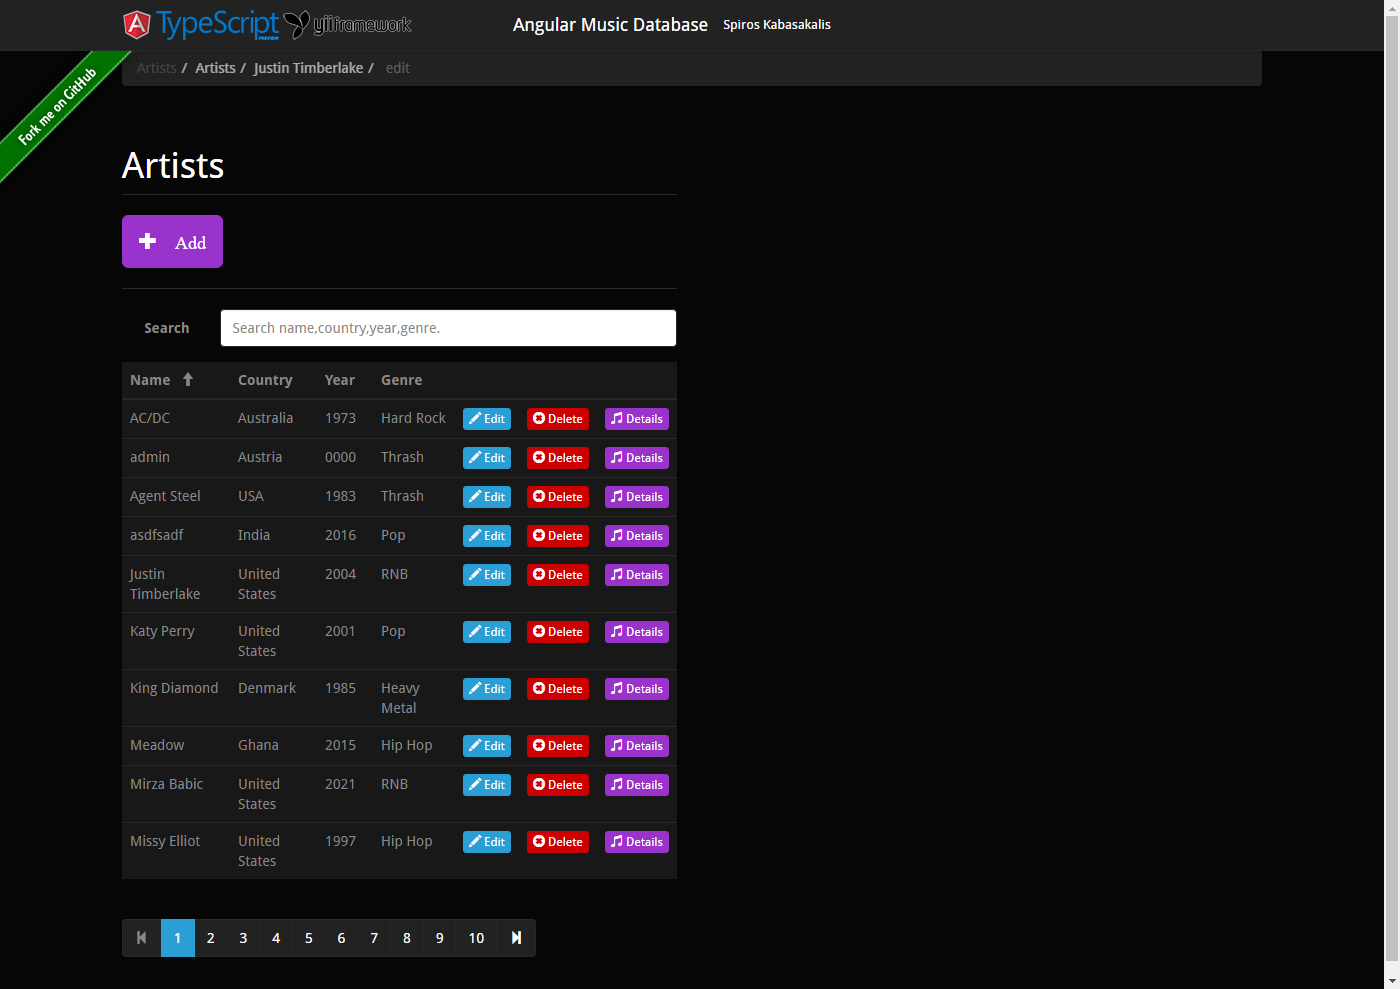 TypeScript PREVIEW yiiframework Angular Music Database Spiros Kabasakalis
Artists / Artists / Justin Timberlake / edit
Fork me on GitHub
Artists
Add
Search Search name,country,year,genre.
Name Country Year Genre
AC/DC Australia 1973 Hard Rock Edit Delete Details
admin Austria 0000 Thrash Edit Delete Details
Agent Steel USA 1983 Thrash Edit Delete Details
asdfsadf India 2016 Pop Edit Delete Details
Justin United 2004 RNB Edit Delete Details
Timberlake States
Katy Perry United 2001 Pop Edit Delete Details
States
King Diamond Denmark 1985 Heavy Edit Delete Details
Metal
Meadow Ghana 2015 Hip Hop Edit Delete Details
Mirza Babic United 2021 RNB Edit Delete Details
States
Missy Elliot United 1997 Hip Hop Edit Delete Details
States
1 2 3 4 5 6 7 8 9 10